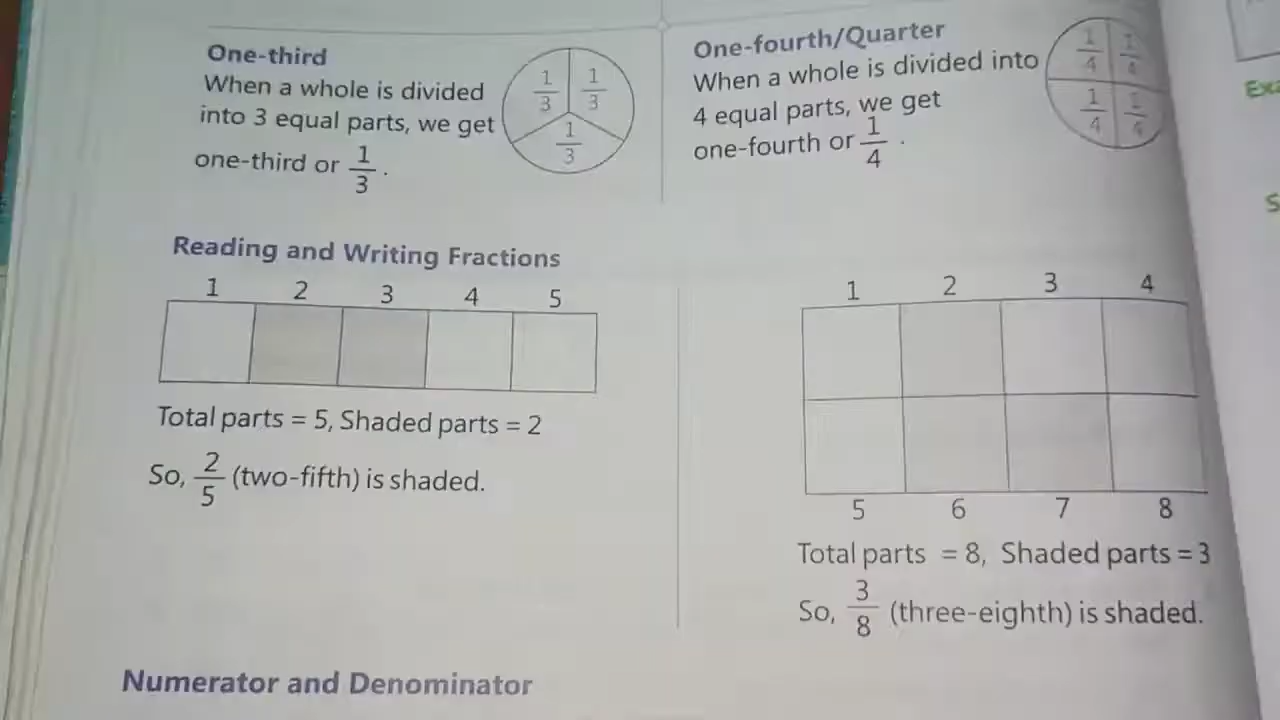 One-third
When a whole is divided
into 3 equal parts, we get
one-third or 1/3.
1/3 1/3
1/3
One-fourth/Quarter
When a whole is divided into
4 equal parts, we get
one-fourth or 1/4.
1/4 1/4
1/4 1/4
Reading and Writing Fractions
1 2 3 4 5
Total parts = 5, Shaded parts = 2
So, 2/5 (two-fifth) is shaded.
1 2 3 4
5 6 7 8
Total parts = 8, Shaded parts = 3
So, 3/8 (three-eighth) is shaded.
Numerator and Denominator